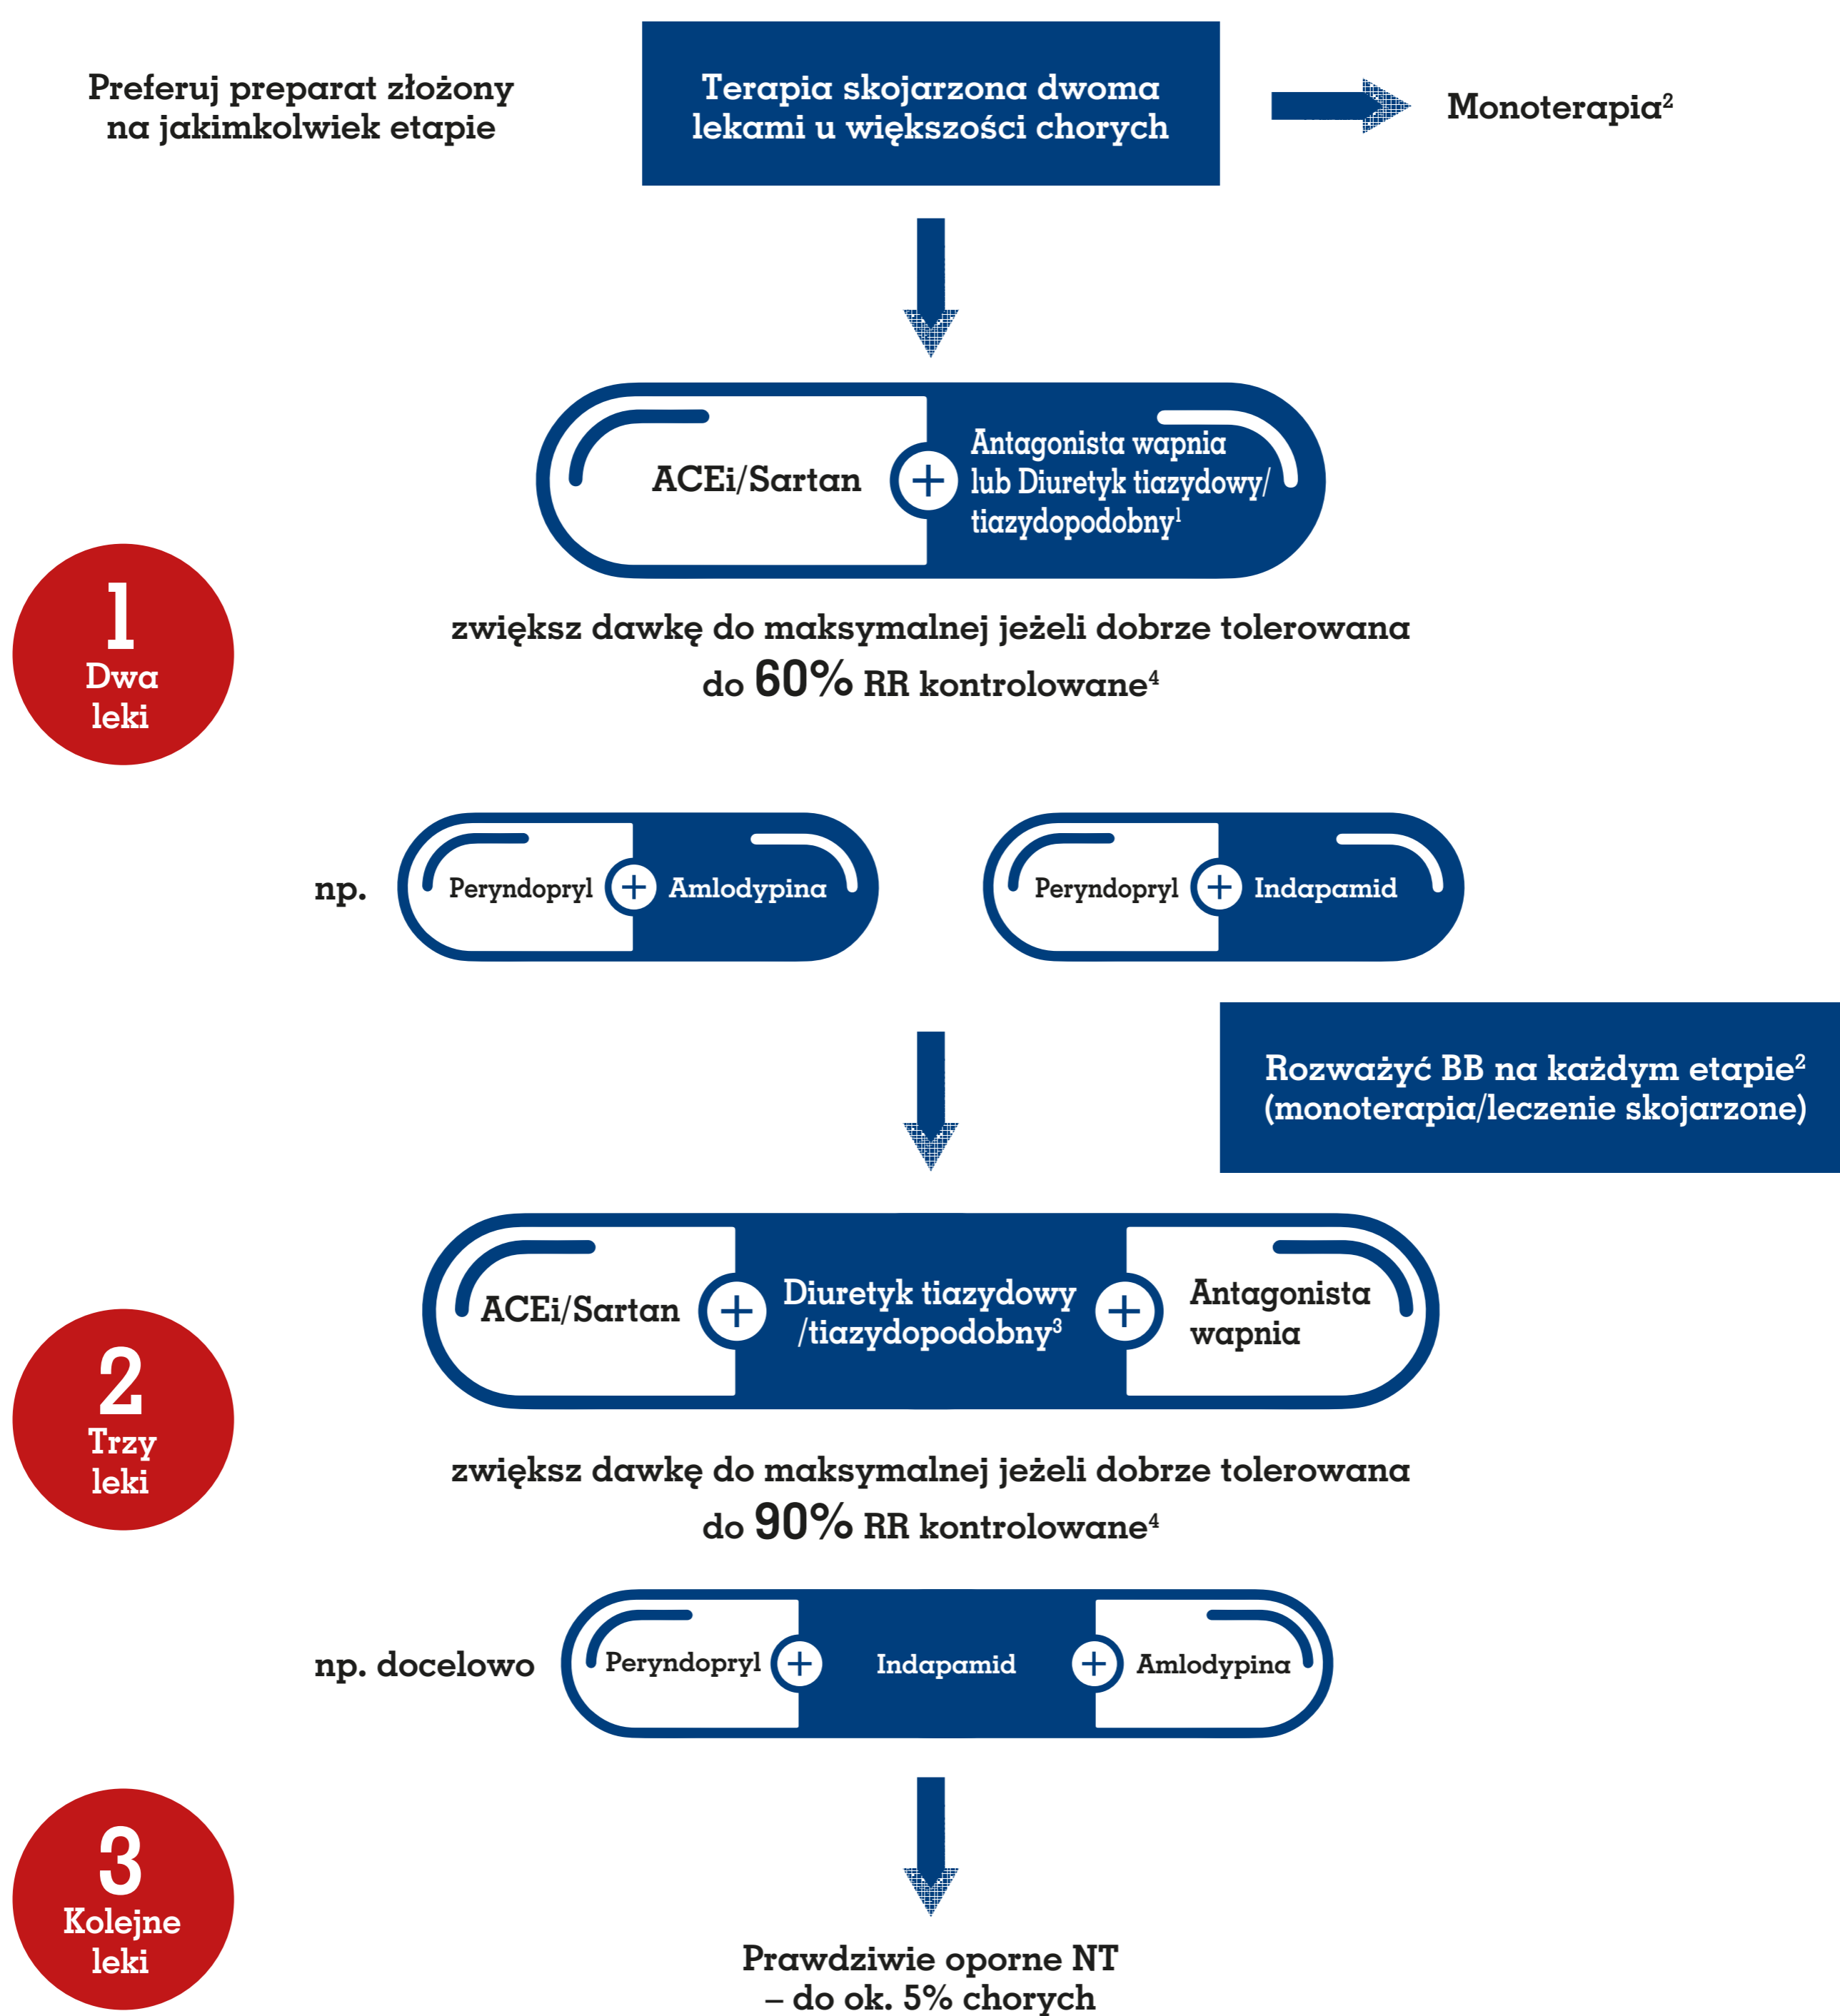 Preferuj preparat złożony
na jakimkolwiek etapie
Terapia skojarzona dwoma
lekami u większości chorych
Monoterapia²
ACEi/Sartan
+
Antagonista wapnia
lub Diuretyk tiazydowy/
tiazydopodobny¹
1
Dwa
leki
zwiększ dawkę do maksymalnej jeżeli dobrze tolerowana
do 60% RR kontrolowane⁴
np.
Peryndopryl + Amlodypina
Peryndopryl + Indapamid
Rozważyć BB na każdym etapie²
(monoterapia/leczenie skojarzone)
ACEi/Sartan
+
Diuretyk tiazydowy
/tiazydopodobny³
+
Antagonista
wapnia
2
Trzy
leki
zwiększ dawkę do maksymalnej jeżeli dobrze tolerowana
do 90% RR kontrolowane⁴
np. docelowo
Peryndopryl + Indapamid + Amlodypina
3
Kolejne
leki
Prawdziwie oporne NT
– do ok. 5% chorych